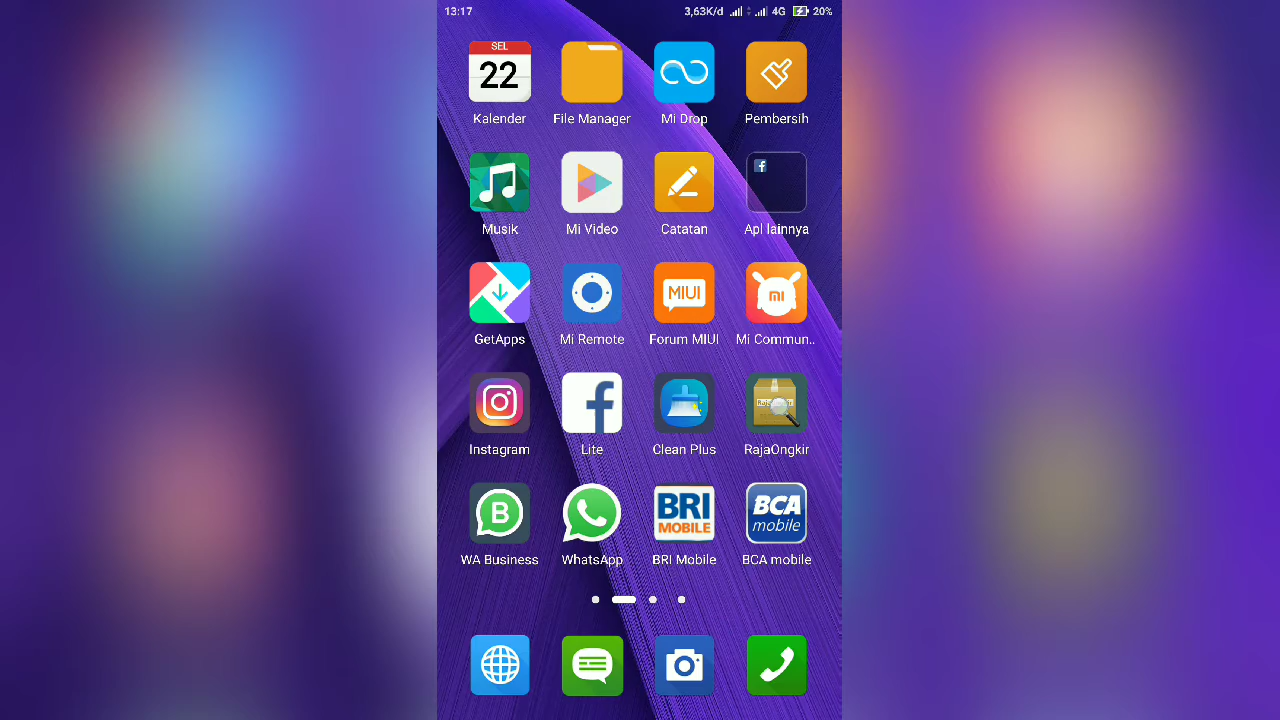 13:17 3,63K/d 4G 20%
SEL
22
Kalender File Manager Mi Drop Pembersih
Musik Mi Video Catatan Apl lainnya
MIUI mi
GetApps Mi Remote Forum MIUI Mi Commun..
Instagram Lite Clean Plus RajaOngkir
B BRI MOBILE BCA mobile
WA Business WhatsApp BRI Mobile BCA mobile